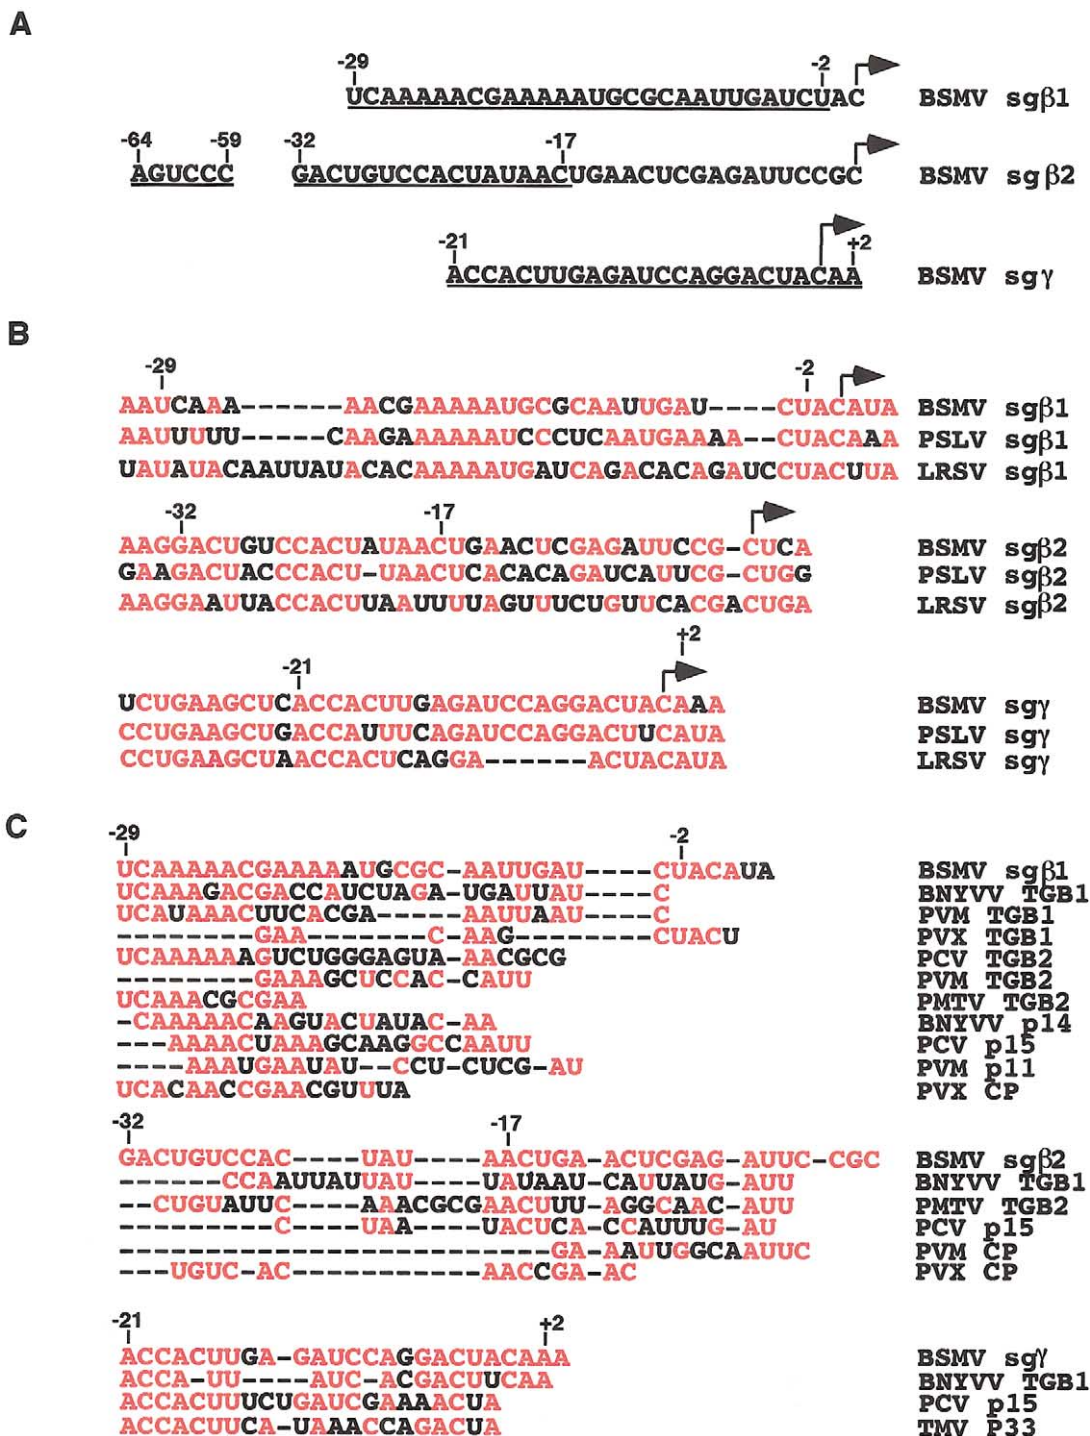 A
-29 -2
UCAAAAACGAAAAAUGCGCAAUUGAUCUAC BSMV sgβ1
-64 -59 -32 -17
AGUCCC GACUGUCCACUAUAACUGAACUCGAGAUUCCGC BSMV sgβ2
-21 +2
ACCACUUGAGAUCCAGGACUACAA BSMV sgγ
B
-29 -2
AAUCAAA------AACGAAAAAUGCGCAAUUGAU----CUACAUA BSMV sgβ1
AAUUUUU-----CAAGAAAAAAUCCCUCAAUGAAAA--CUACAAA PSLV sgβ1
UAUAUACAAUUAUACACAAAAAUGAUCAGACACAGAUCCUACUUA LRSV sgβ1
-32 -17
AAGGACUGUCCACUAUAACUGAACUCGAGAUUCCG-CUCA BSMV sgβ2
GAAGACUACCCACU-UAACUCACACAGAUCAUUCG-CUGG PSLV sgβ2
AAGGAAUUACCACUUAAUUUUAGUUUCUGUUCACGACUGA LRSV sgβ2
+2
-21
UCUGAAGCUCACCACUUGAGAUCCAGGACUACAAA BSMV sgγ
CCUGAAGCUGACCAUUUCAGAUCCAGGACUUCAUA PSLV sgγ
CCUGAAGCUAACCACUCAGGA------ACUACAUA LRSV sgγ
C
-29 -2
UCAAAAACGAAAAAUGCGC-AAUUGAU----CUACAUA BSMV sgβ1
UCAAAGACGACCAUCUAGA-UGAUUAU----C BNYVV TGB1
UCAUAAACUUCACGA-----AAUUAAU----C PVM TGB1
--------GAA-------C-AAG--------CUACU PVX TGB1
UCAAAAAAGUCUGGGAGUA-AACGCG PCV TGB2
--------GAAAGCUCCAC-CAUU PVM TGB2
UCAAACGCGAA PMTV TGB2
-CAAAAACAAGUACUAUAC-AA BNYVV p14
---AAAACUAAAGCAAGGCCAAUU PCV p15
----AAAUGAAUAU--CCU-CUCG-AU PVM p11
UCACAACCGAACGUUUA PVX CP
-32 -17
GACUGUCCAC----UAU----AACUGA-ACUCGAG-AUUC-CGC BSMV sgβ2
------CCAAUUAUUAU----UAUAAU-CAUUAUG-AUU BNYVV TGB1
--CUGUAUUC----AAACGCGAACUUU-AGGCAAC-AUU PMTV TGB2
---------C----UAA----UACUCA-CCAUUUG-AU PCV p15
-------------------------GA-AAUUGGCAAUUC PVM CP
---UGUC-AC-----------AACCGA-AC PVX CP
-21 +2
ACCACUUGA-GAUCCAGGACUACAAA BSMV sgγ
ACCA-UU----AUC-ACGACUUCAA BNYVV TGB1
ACCACUUUCUGAUCGAAAACUA PCV p15
ACCACUUCA-UAAACCAGACUA TMV P33